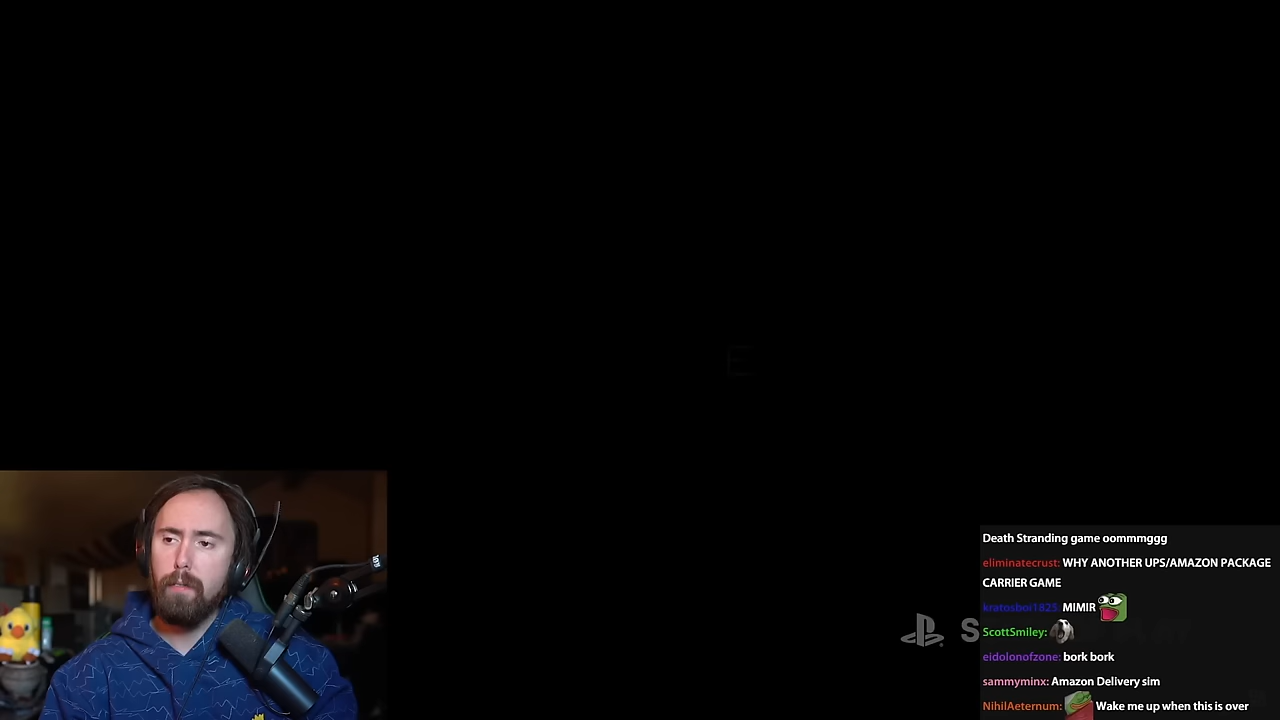 E
Death Stranding game oommmggg
eliminatecrust: WHY ANOTHER UPS/AMAZON PACKAGE
CARRIER GAME
kratosboi1825: MIMIR
ScottSmiley:
eidolonofzone: bork bork
sammyminx: Amazon Delivery sim
NihilAeternum: Wake me up when this is over